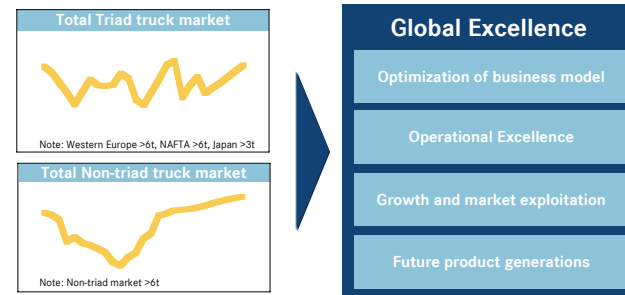 Total Triad truck market
Note: Western Europe >6t, NAFTA >6t, Japan >3t
Total Non-triad truck market
Note: Non-triad market >6t
Global Excellence
Optimization of business model
Operational Excellence
Growth and market exploitation
Future product generations